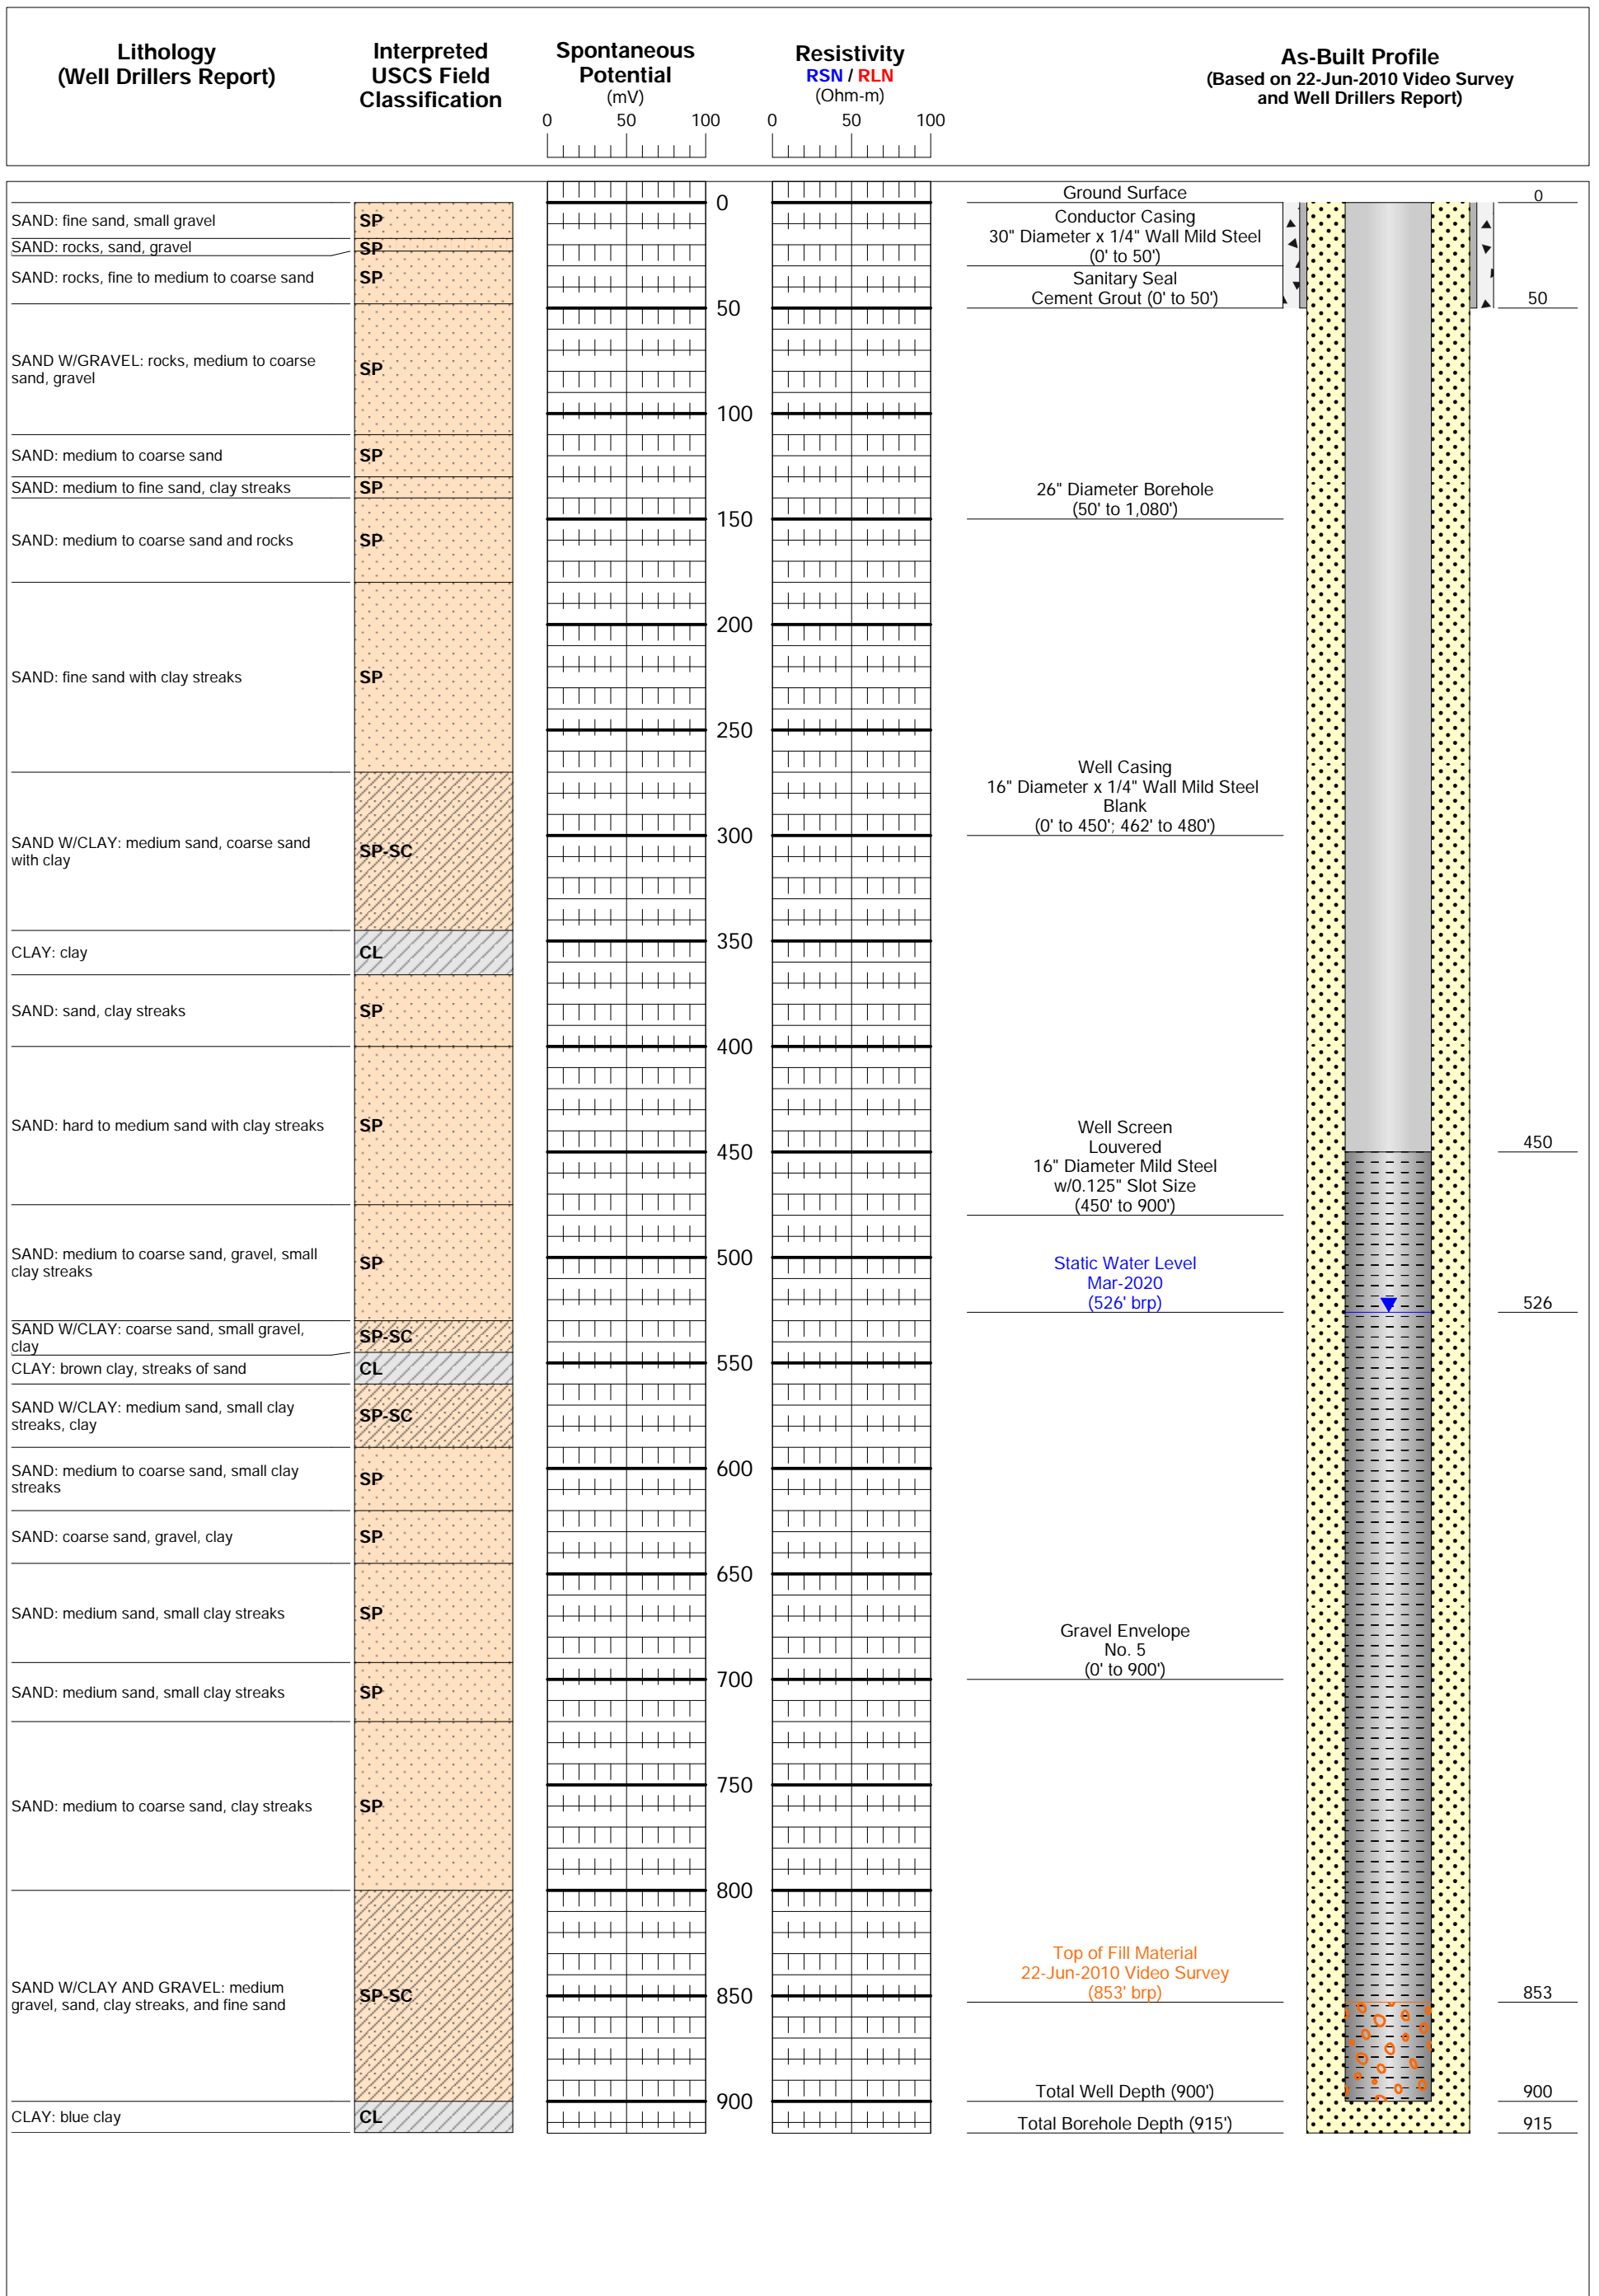 Lithology
(Well Drillers Report)
Interpreted
USCS Field
Classification
Spontaneous
Potential
(mV)
0 50 100
Resistivity
RSN / RLN
(Ohm-m)
0 50 100
As-Built Profile
(Based on 22-Jun-2010 Video Survey
and Well Drillers Report)
SAND: fine sand, small gravel
SAND: rocks, sand, gravel
SAND: rocks, fine to medium to coarse sand
SAND W/GRAVEL: rocks, medium to coarse
sand, gravel
SAND: medium to coarse sand
SAND: medium to fine sand, clay streaks
SAND: medium to coarse sand and rocks
SAND: fine sand with clay streaks
SAND W/CLAY: medium sand, coarse sand
with clay
CLAY: clay
SAND: sand, clay streaks
SAND: hard to medium sand with clay streaks
SAND: medium to coarse sand, gravel, small
clay streaks
SAND W/CLAY: coarse sand, small gravel,
clay
CLAY: brown clay, streaks of sand
SAND W/CLAY: medium sand, small clay
streaks, clay
SAND: medium to coarse sand, small clay
streaks
SAND: coarse sand, gravel, clay
SAND: medium sand, small clay streaks
SAND: medium sand, small clay streaks
SAND: medium to coarse sand, clay streaks
SAND W/CLAY AND GRAVEL: medium
gravel, sand, clay streaks, and fine sand
CLAY: blue clay
SP
SP
SP
SP
SP
SP
SP
SP
SP-SC
CL
SP
SP
SP
SP-SC
CL
SP-SC
SP
SP
SP
SP
SP
SP-SC
CL
0
50
100
150
200
250
300
350
400
450
500
550
600
650
700
750
800
850
900
Ground Surface
Conductor Casing
30" Diameter x 1/4" Wall Mild Steel
(0' to 50')
Sanitary Seal
Cement Grout (0' to 50')
26" Diameter Borehole
(50' to 1,080')
Well Casing
16" Diameter x 1/4" Wall Mild Steel
Blank
(0' to 450'; 462' to 480')
Well Screen
Louvered
16" Diameter Mild Steel
w/0.125" Slot Size
(450' to 900')
Static Water Level
Mar-2020
(526' brp)
Gravel Envelope
No. 5
(0' to 900')
Top of Fill Material
22-Jun-2010 Video Survey
(853' brp)
Total Well Depth (900')
Total Borehole Depth (915')
0
50
450
526
853
900
915